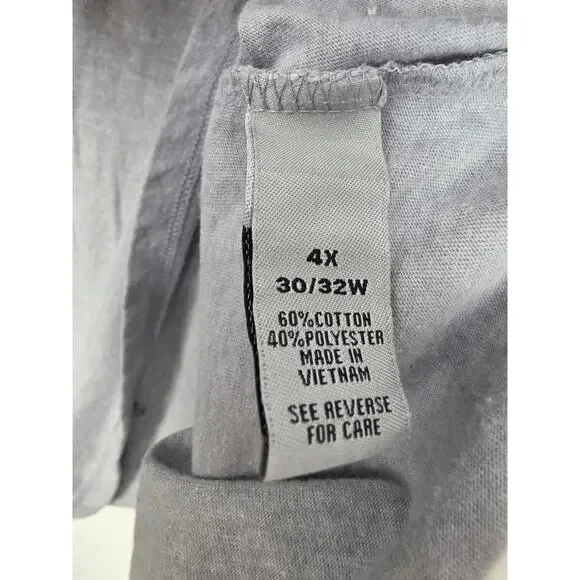 4X
30/32W
60%COTTON
40%POLYESTER
MADE IN
VIETNAM
SEE REVERSE
FOR CARE